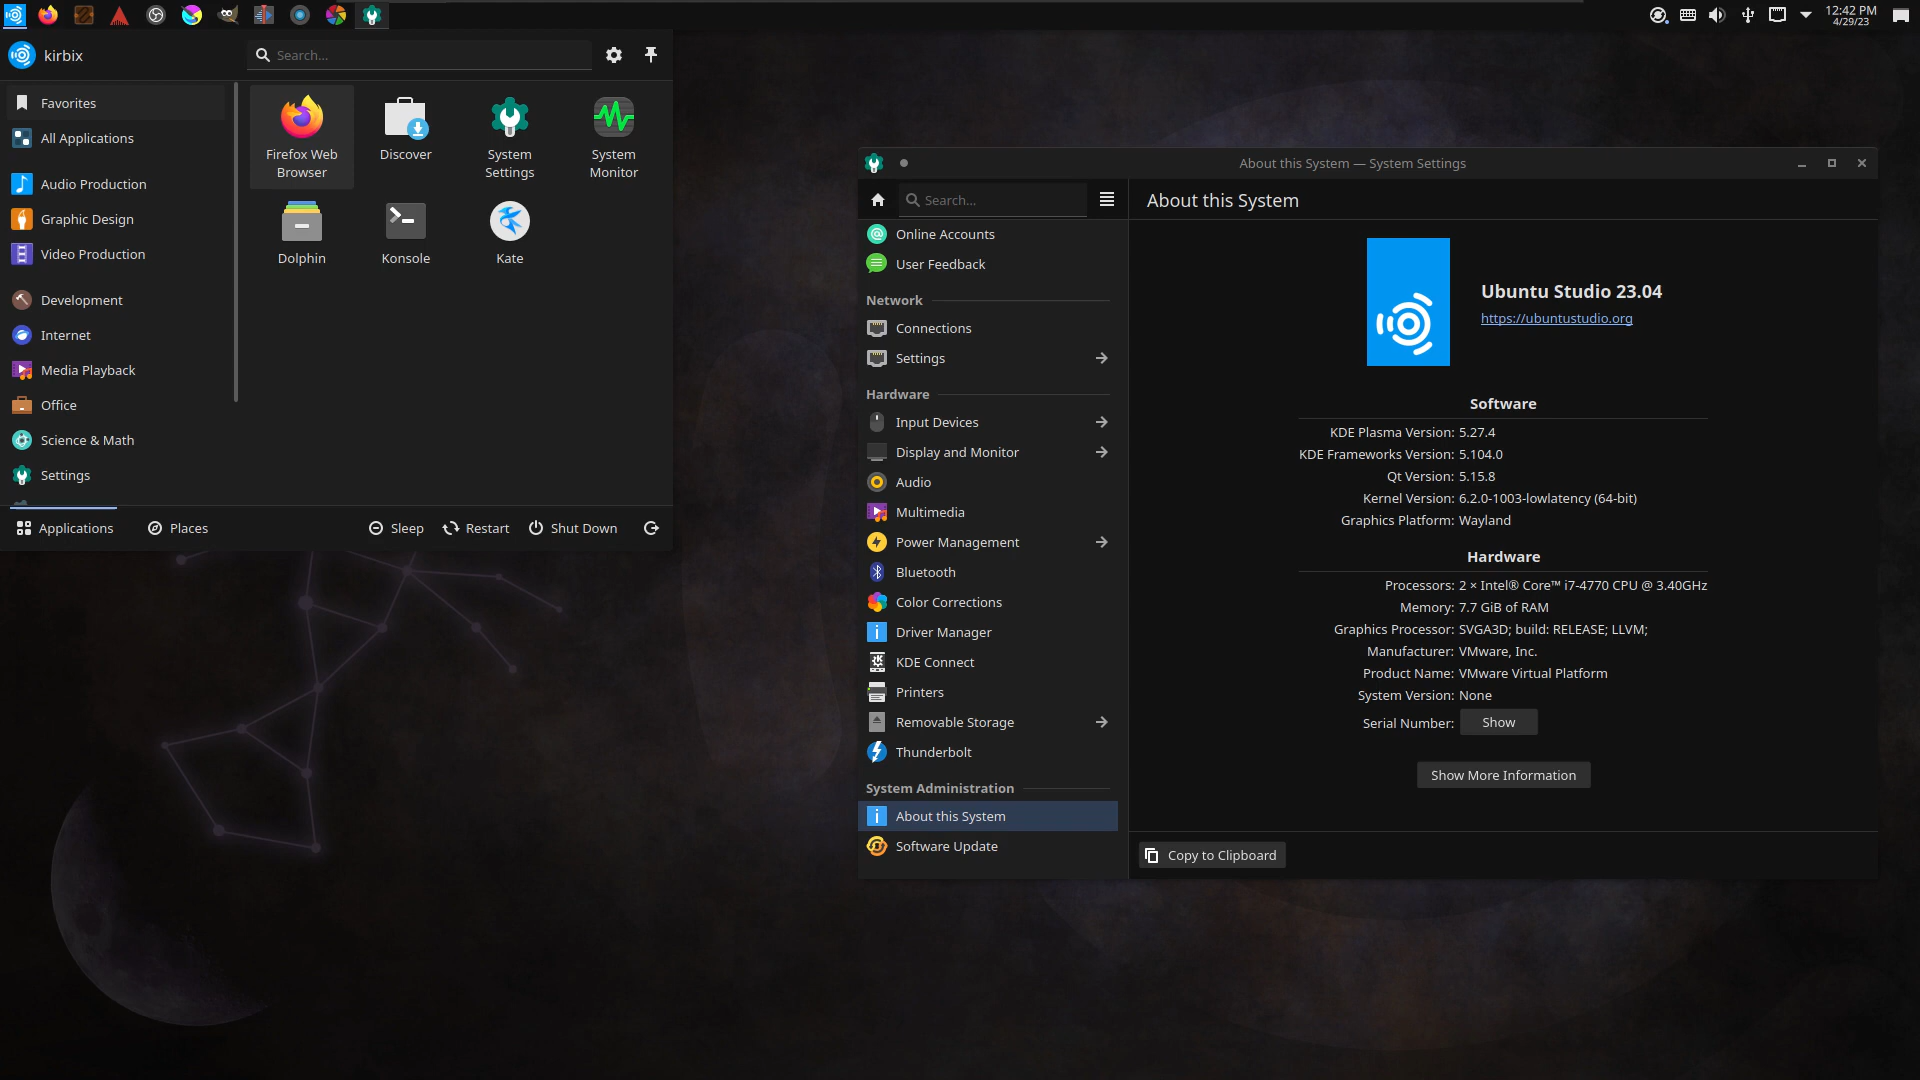 12:42 PM
4/29/23
kirbix
Search...
Favorites
All Applications
Audio Production
Graphic Design
Video Production
Development
Internet
Media Playback
Office
Science & Math
Settings
Firefox Web
Browser
Discover
System
Settings
System
Monitor
Dolphin
Konsole
Kate
Applications
Places
Sleep
Restart
Shut Down
About this System — System Settings
Search...
Online Accounts
User Feedback
Network
Connections
Settings
Hardware
Input Devices
Display and Monitor
Audio
Multimedia
Power Management
Bluetooth
Color Corrections
Driver Manager
KDE Connect
Printers
Removable Storage
Thunderbolt
System Administration
About this System
Software Update
About this System
Ubuntu Studio 23.04
https://ubuntustudio.org
Software
KDE Plasma Version: 5.27.4
KDE Frameworks Version: 5.104.0
Qt Version: 5.15.8
Kernel Version: 6.2.0-1003-lowlatency (64-bit)
Graphics Platform: Wayland
Hardware
Processors: 2 × Intel® Core™ i7-4770 CPU @ 3.40GHz
Memory: 7.7 GiB of RAM
Graphics Processor: SVGA3D; build: RELEASE; LLVM;
Manufacturer: VMware, Inc.
Product Name: VMware Virtual Platform
System Version: None
Serial Number: Show
Show More Information
Copy to Clipboard